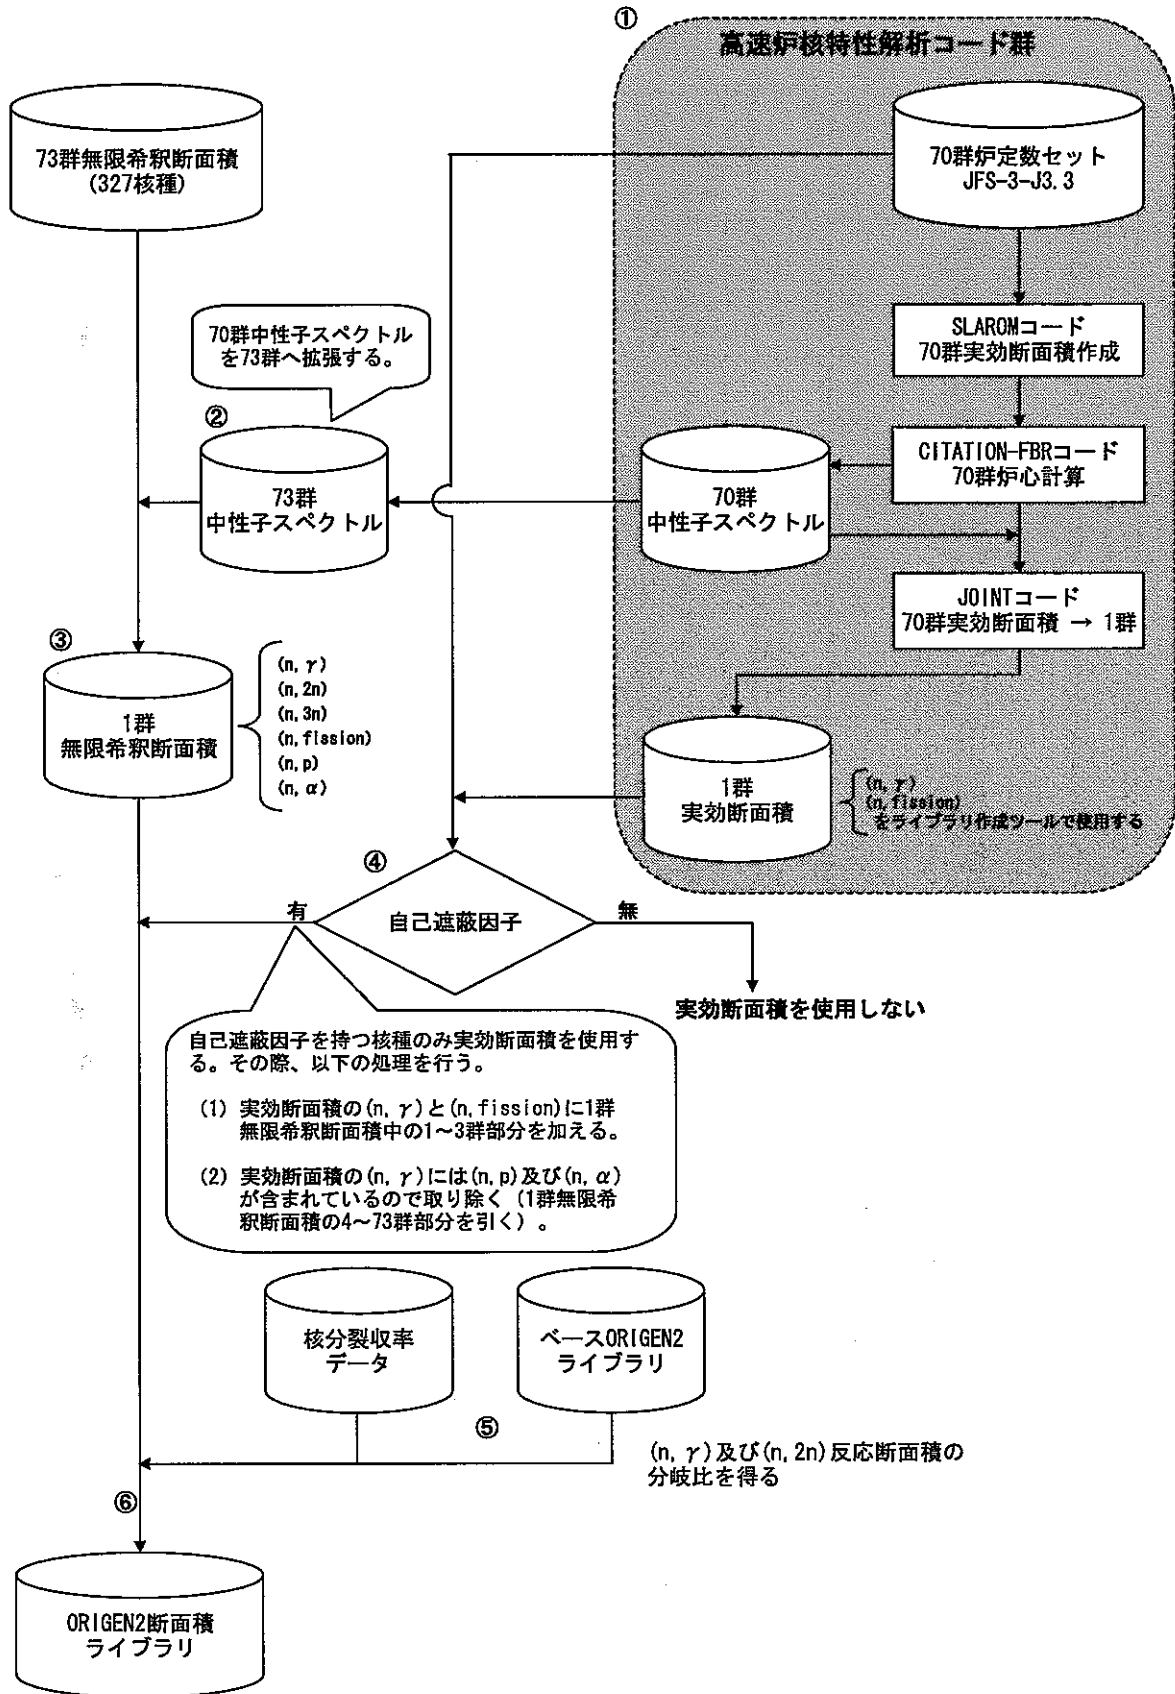 ①
高速炉核特性解析コード群
73群無限希釈断面積
(327核種)
70群炉定数セット
JFS-3-J3.3
SLAROMコード
70群実効断面積作成
70群中性子スペクトル
を73群へ拡張する。
②
73群
中性子スペクトル
70群
中性子スペクトル
CITATION-FBRコード
70群炉心計算
JOINTコード
70群実効断面積 → 1群
③
1群
無限希釈断面積
(n, γ)
(n, 2n)
(n, 3n)
(n, fission)
(n, p)
(n, α)
1群
実効断面積
(n, γ)
(n, fission)
をライブラリ作成ツールで使用する
④
自己遮蔽因子
有
無
実効断面積を使用しない
自己遮蔽因子を持つ核種のみ実効断面積を使用す
る。その際、以下の処理を行う。
(1) 実効断面積の(n, γ)と(n, fission)に1群
無限希釈断面積中の1~3群部分を加える。
(2) 実効断面積の(n, γ)には(n, p)及び(n, α)
が含まれているので取り除く(1群無限希
釈断面積の4~73群部分を引く)。
核分裂収率
データ
ベースORIGEN2
ライブラリ
⑤
(n, γ)及び(n, 2n)反応断面積の
分岐比を得る
⑥
ORIGEN2断面積
ライブラリ